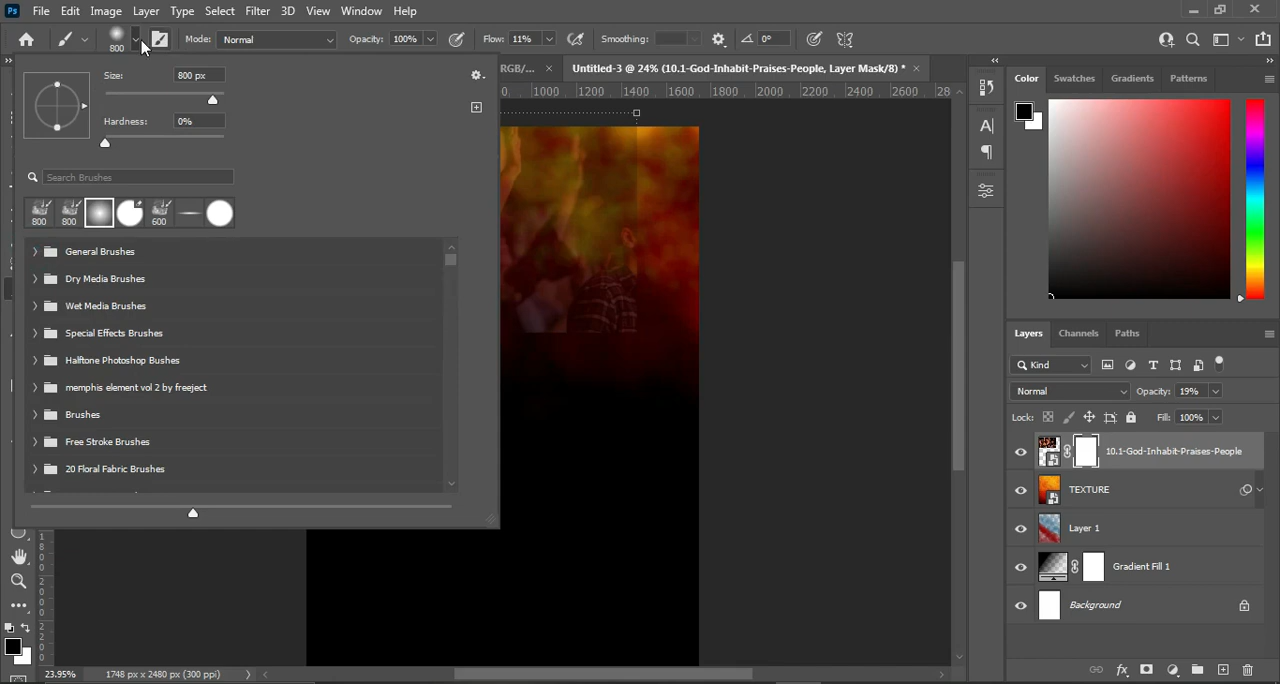 Ps File Edit Image Layer Type Select Filter 3D View Window Help
800 Mode: Normal Opacity: 100% Flow: 11% Smoothing: 0°
RGB/... × Untitled-3 @ 24% (10.1-God-Inhabit-Praises-People, Layer Mask/8) * ×
1000 1200 1400 1600 1800 2000 2200 2400 2600 28
Size: 800 px
Hardness: 0%
Search Brushes
800 800 600
General Brushes
Dry Media Brushes
Wet Media Brushes
Special Effects Brushes
Halftone Photoshop Bushes
memphis element vol 2 by freeject
Brushes
Free Stroke Brushes
20 Floral Fabric Brushes
Color Swatches Gradients Patterns
Layers Channels Paths
Kind
Normal Opacity: 19%
Lock: Fill: 100%
10.1-God-Inhabit-Praises-People
TEXTURE
Layer 1
Gradient Fill 1
Background
23.95% 1748 px x 2480 px (300 ppi)